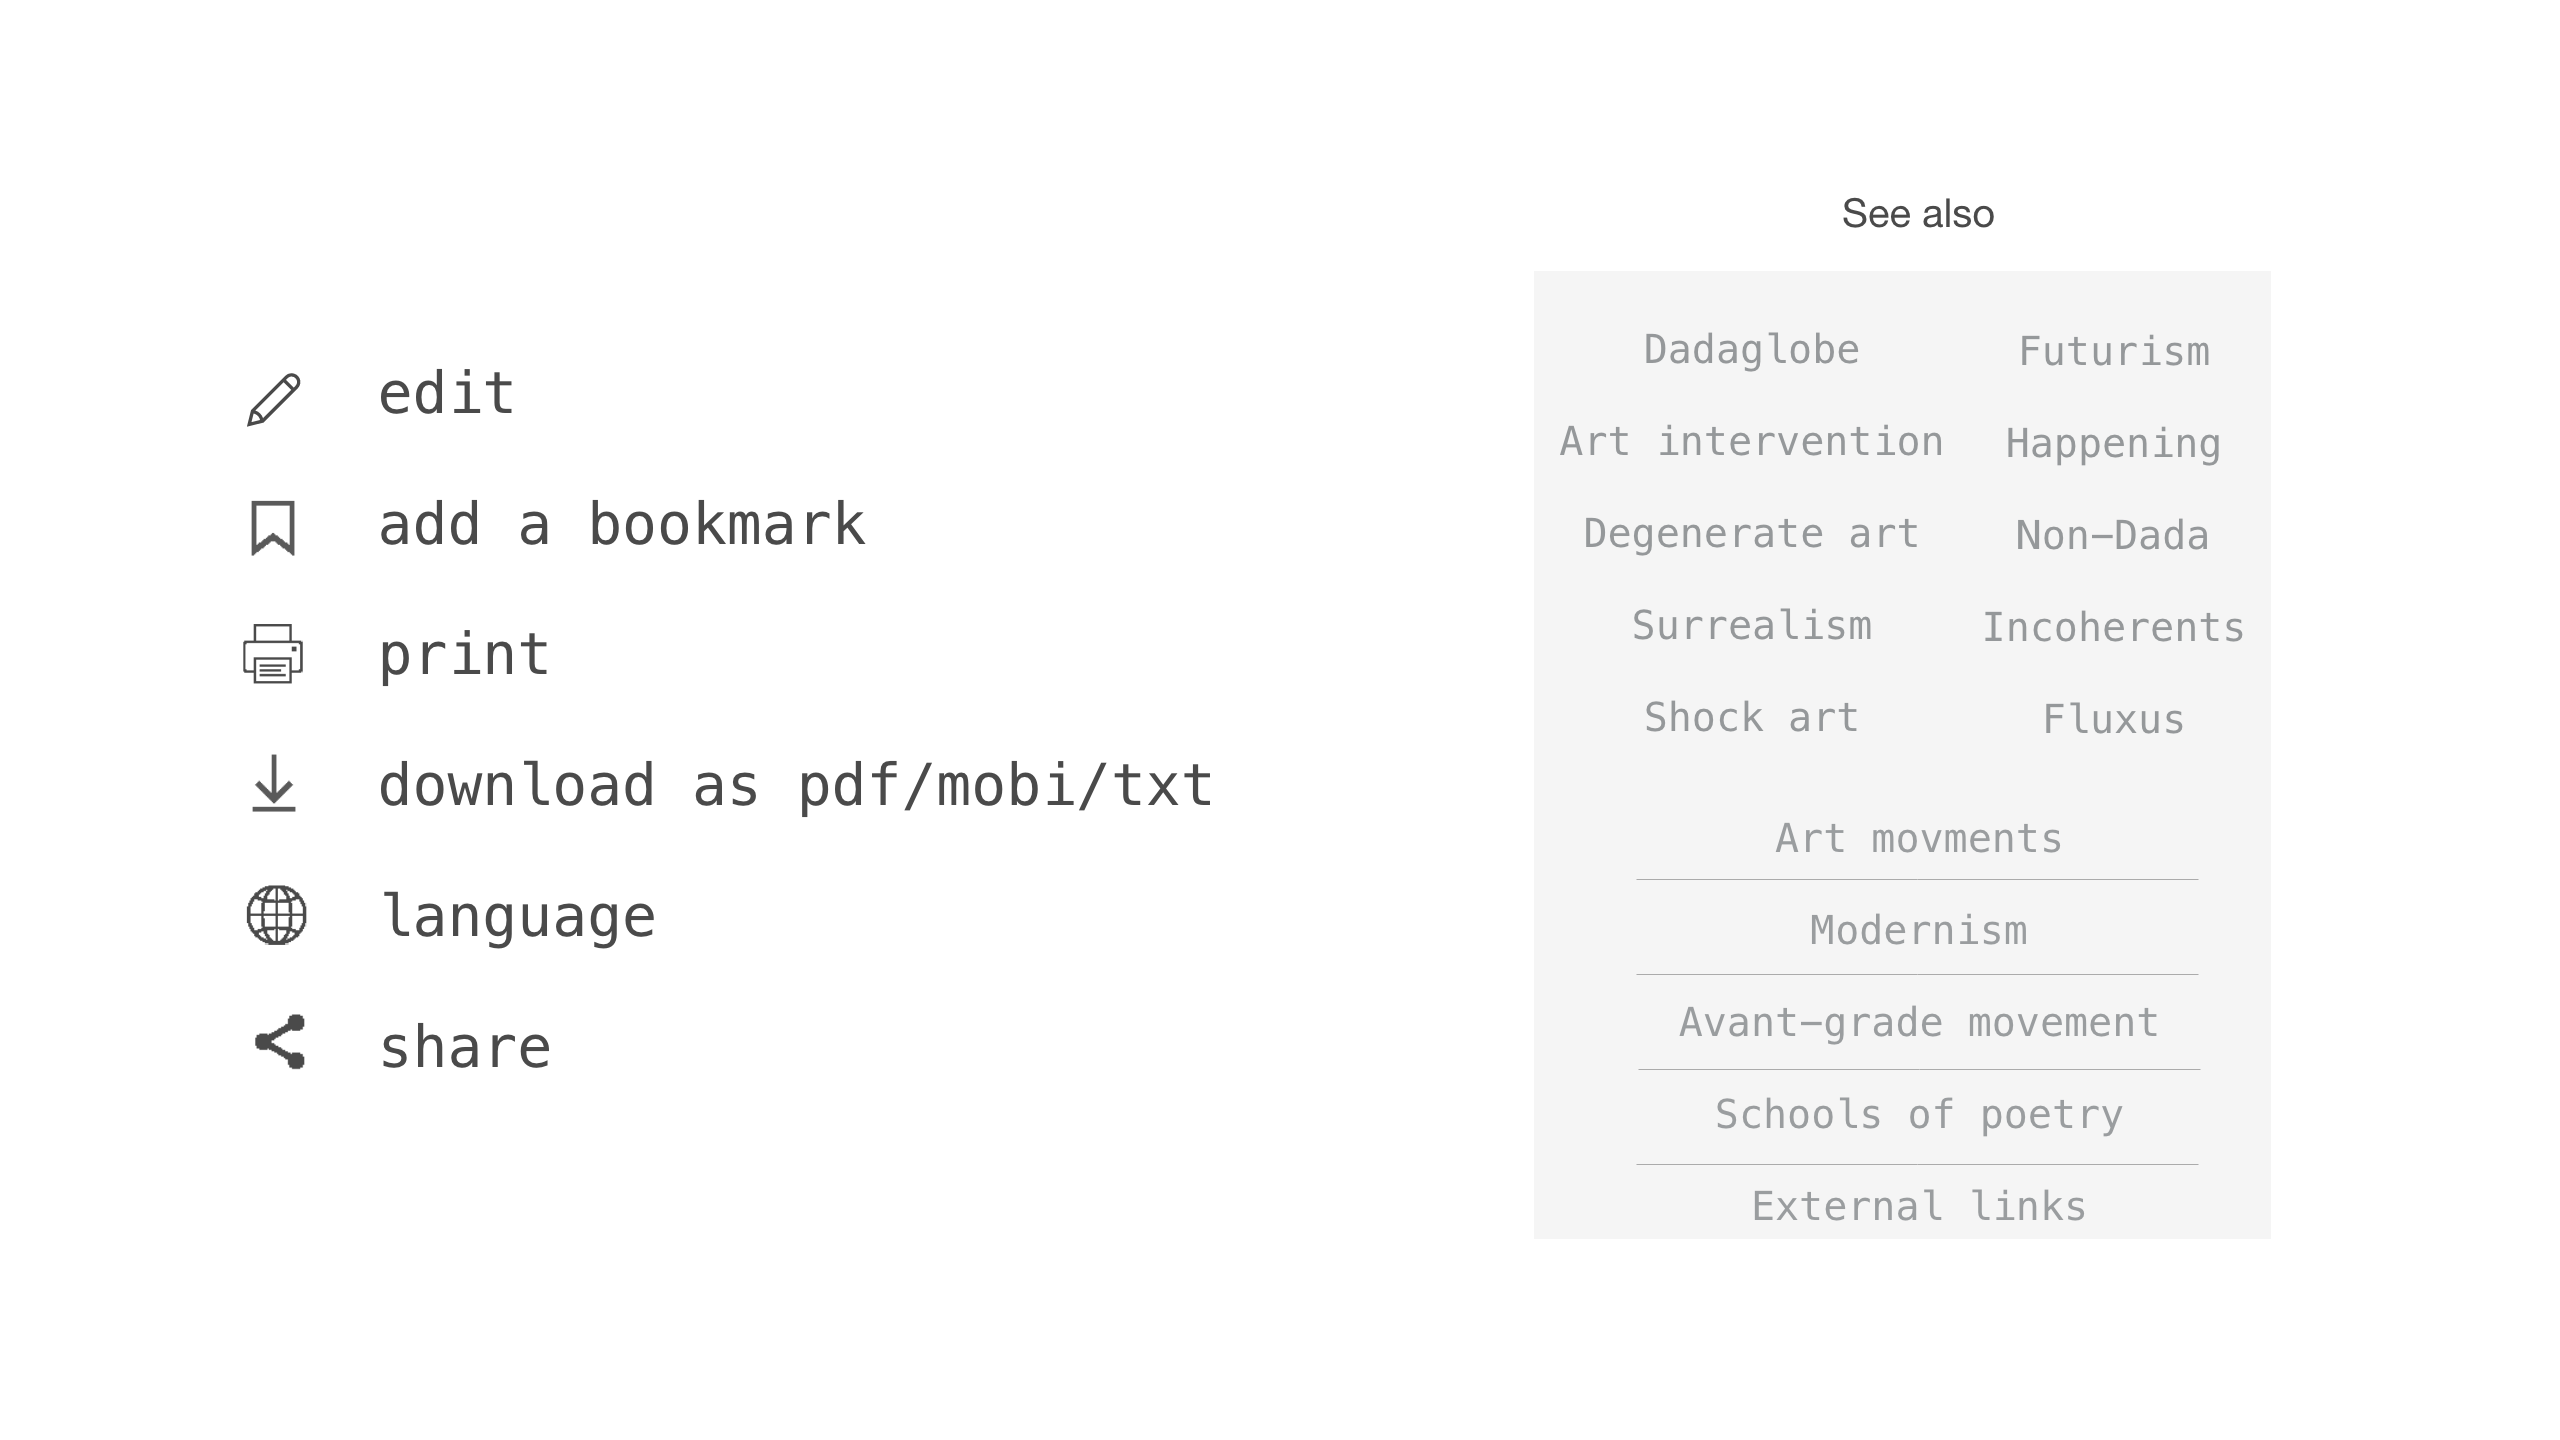 edit
add a bookmark
print
download as pdf/mobi/txt
language
share
See also
Dadaglobe
Futurism
Art intervention
Happening
Degenerate art
Non-Dada
Surrealism
Incoherents
Shock art
Fluxus
Art movments
Modernism
Avant-grade movement
Schools of poetry
External links